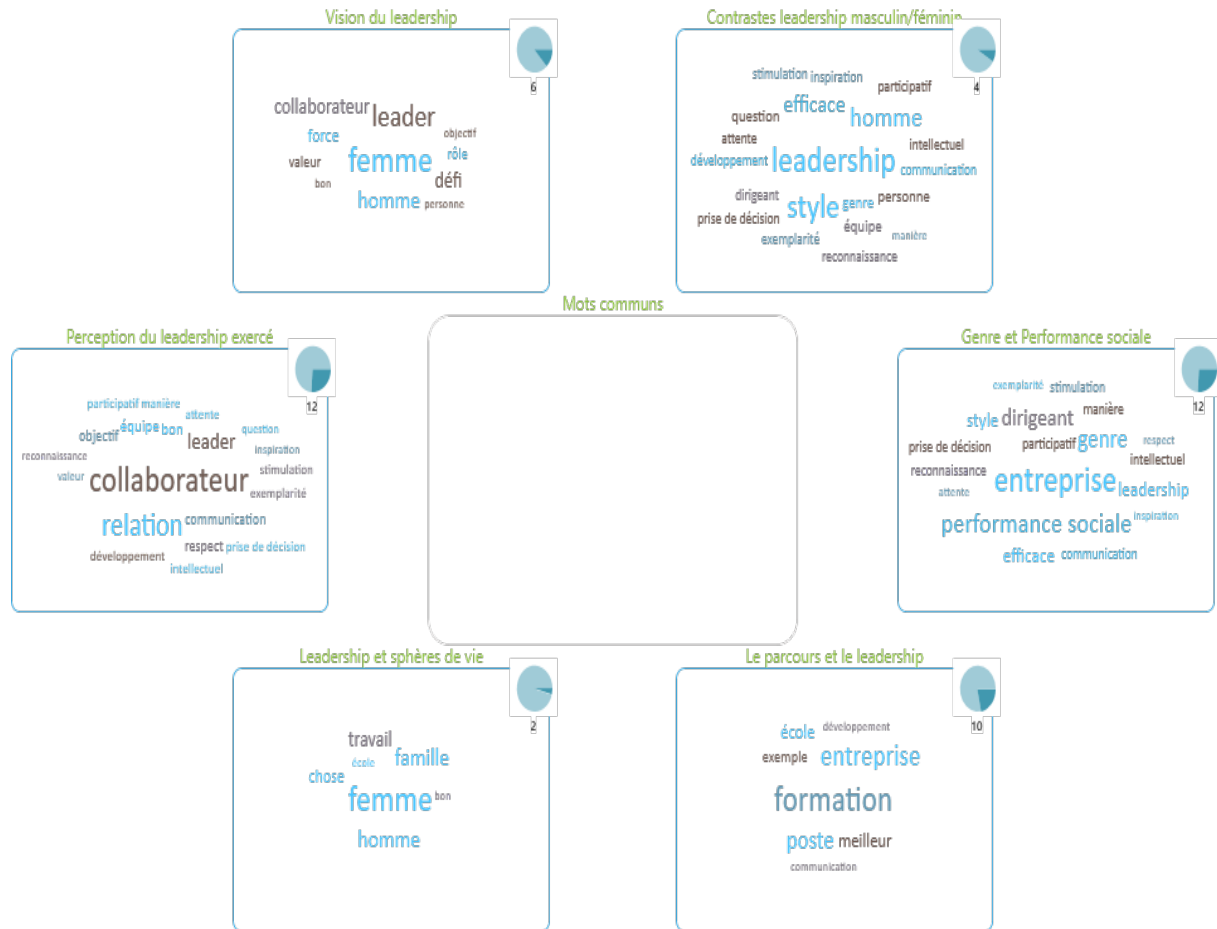 Vision du leadership
6
collaborateur leader
force objectif
valeur femme rôle
bon défi
homme personne
Contrastes leadership masculin/féminin
4
stimulation inspiration
participatif
efficace homme
question
attente intellectuel
développement leadership communication
dirigeant style genre personne
prise de décision équipe
exemplarité manière
reconnaissance
Mots communs
Perception du leadership exercé
12
participatif manière
attente
objectif équipe bon leader question
reconnaissance inspiration
valeur collaborateur stimulation
exemplarité
relation communication
développement respect prise de décision
intellectuel
Genre et Performance sociale
12
exemplarité stimulation
style dirigeant manière
prise de décision participatif genre respect
reconnaissance intellectuel
attente entreprise leadership
performance sociale inspiration
efficace communication
Leadership et sphères de vie
2
travail
école famille
chose
femme bon
homme
Le parcours et le leadership
10
école développement
exemple entreprise
formation
poste meilleur
communication